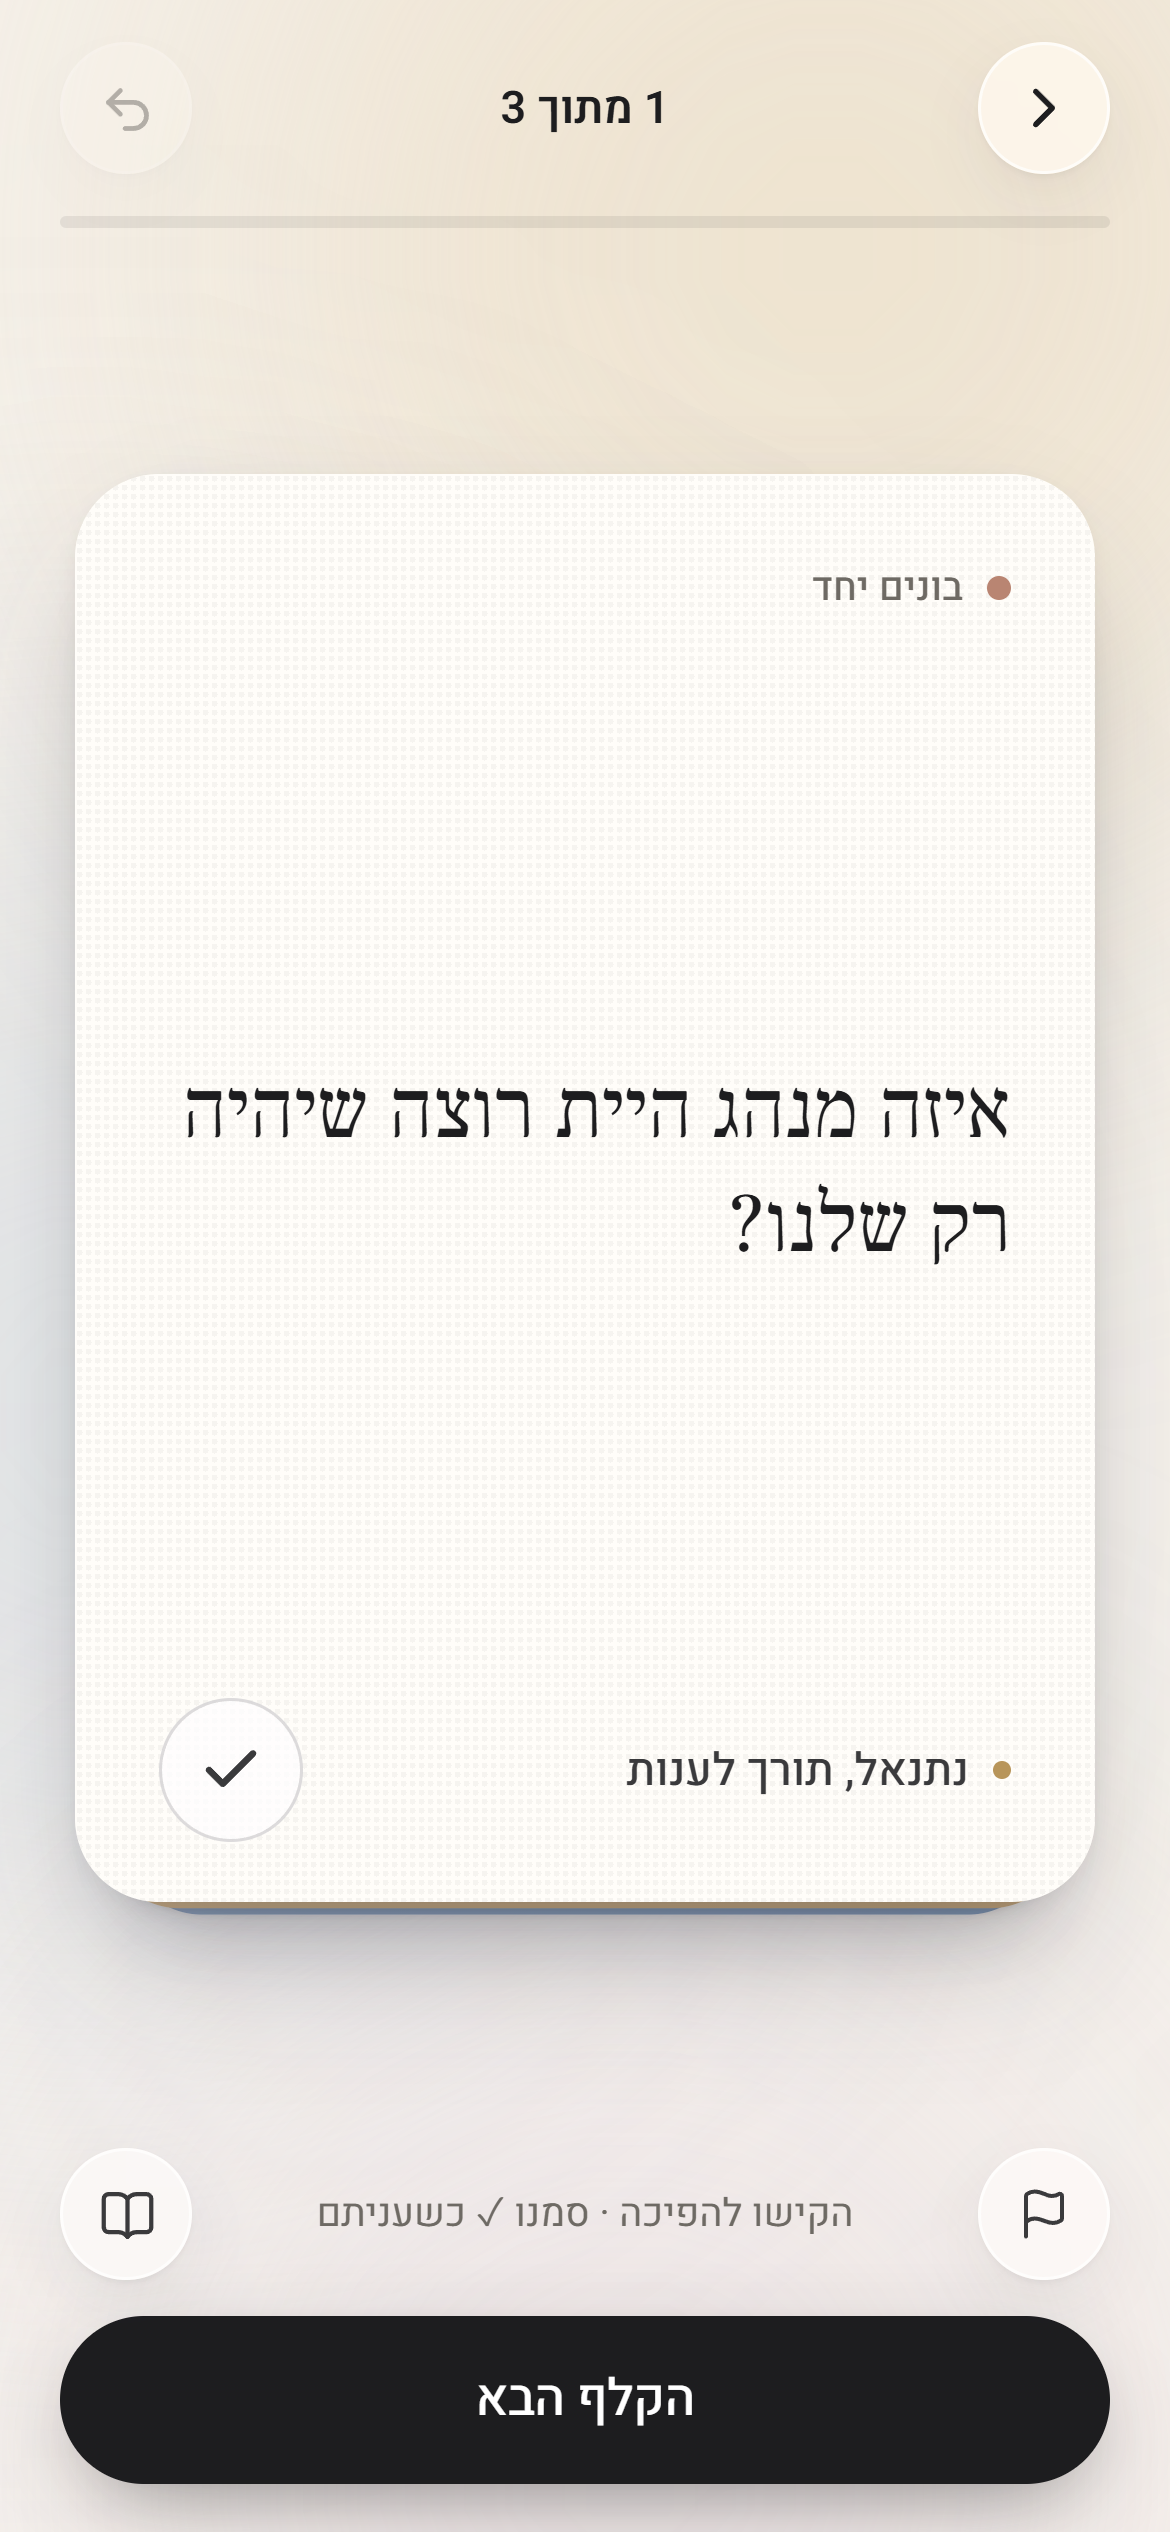 1 מתוך 3
בונים יחד
איזה מנהג היית רוצה שיהיה
רק שלנו?
נתנאל, תורך לענות
הקישו להפיכה · סמנו ✓ כשעניתם
הקלף הבא